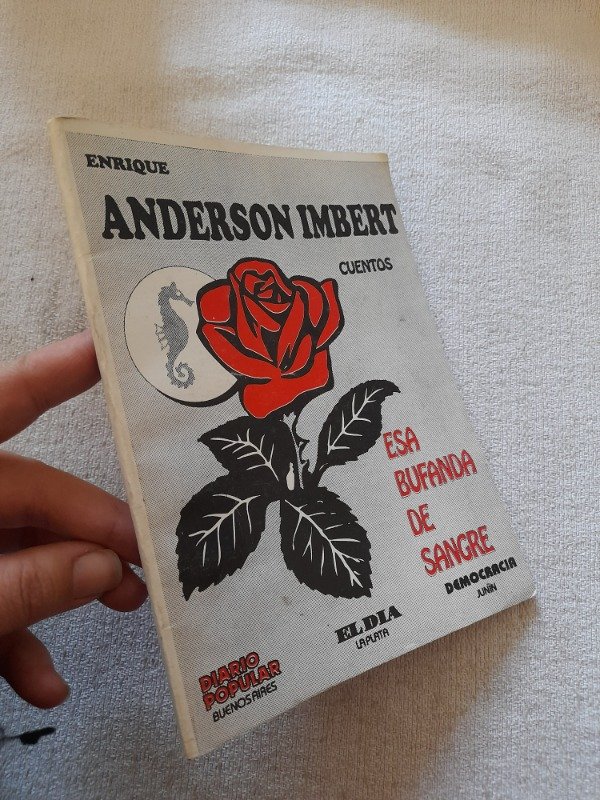 ENRIQUE
ANDERSON IMBERT
CUENTOS
ESA
BUFANDA
DE
SANGRE
DEMOCRACIA
JUNIN
EL DIA
LA PLATA
DIARIO
POPULAR
BUENOS AIRES